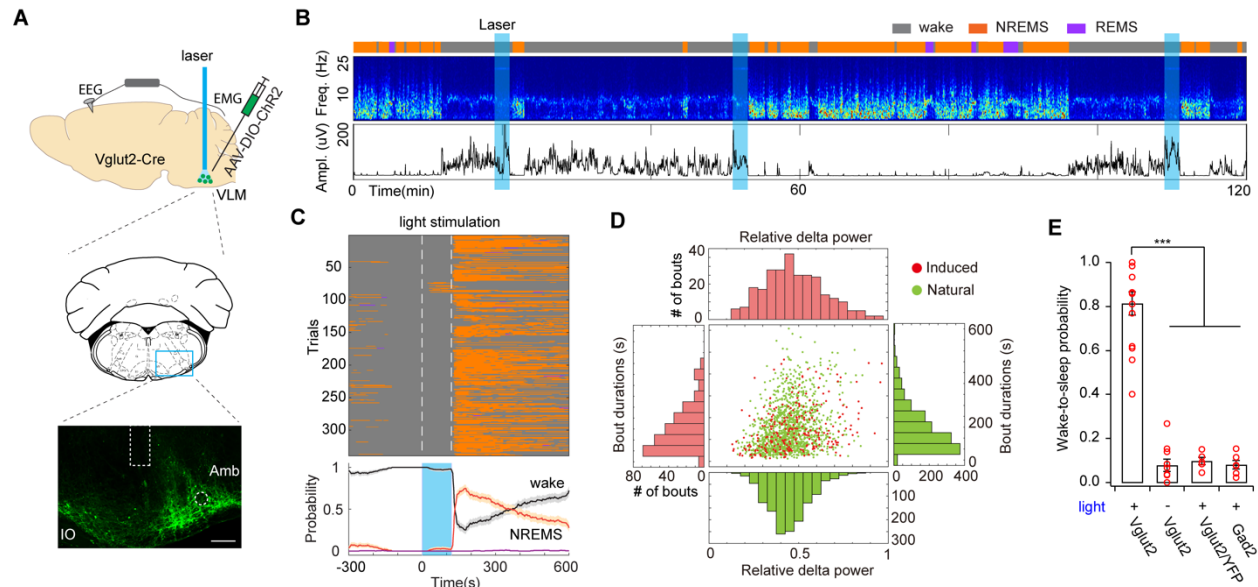 A
laser
EEG
EMG
AAV-DIO-ChR2
Vglut2-Cre
VLM
Amb
IO
B
Laser
wake
NREMS
REMS
Freq. (Hz)
25
10
Ampl. (uV)
200
0
Time(min)
60
120
C
light stimulation
Trials
50
100
150
200
250
300
Probability
1
0.5
0
wake
NREMS
-300
0
300
600
Time(s)
D
Relative delta power
# of bouts
40
20
0
Induced
Natural
Bout durations (s)
80
40
0
# of bouts
600
400
200
0
Bout durations (s)
0
200
400
100
200
300
0
0.5
1
Relative delta power
E
***
Wake-to-sleep probability
1.0
0.8
0.6
0.4
0.2
0.0
light
+
-
+
+
Vglut2
Vglut2
Vglut2/YFP
Gad2